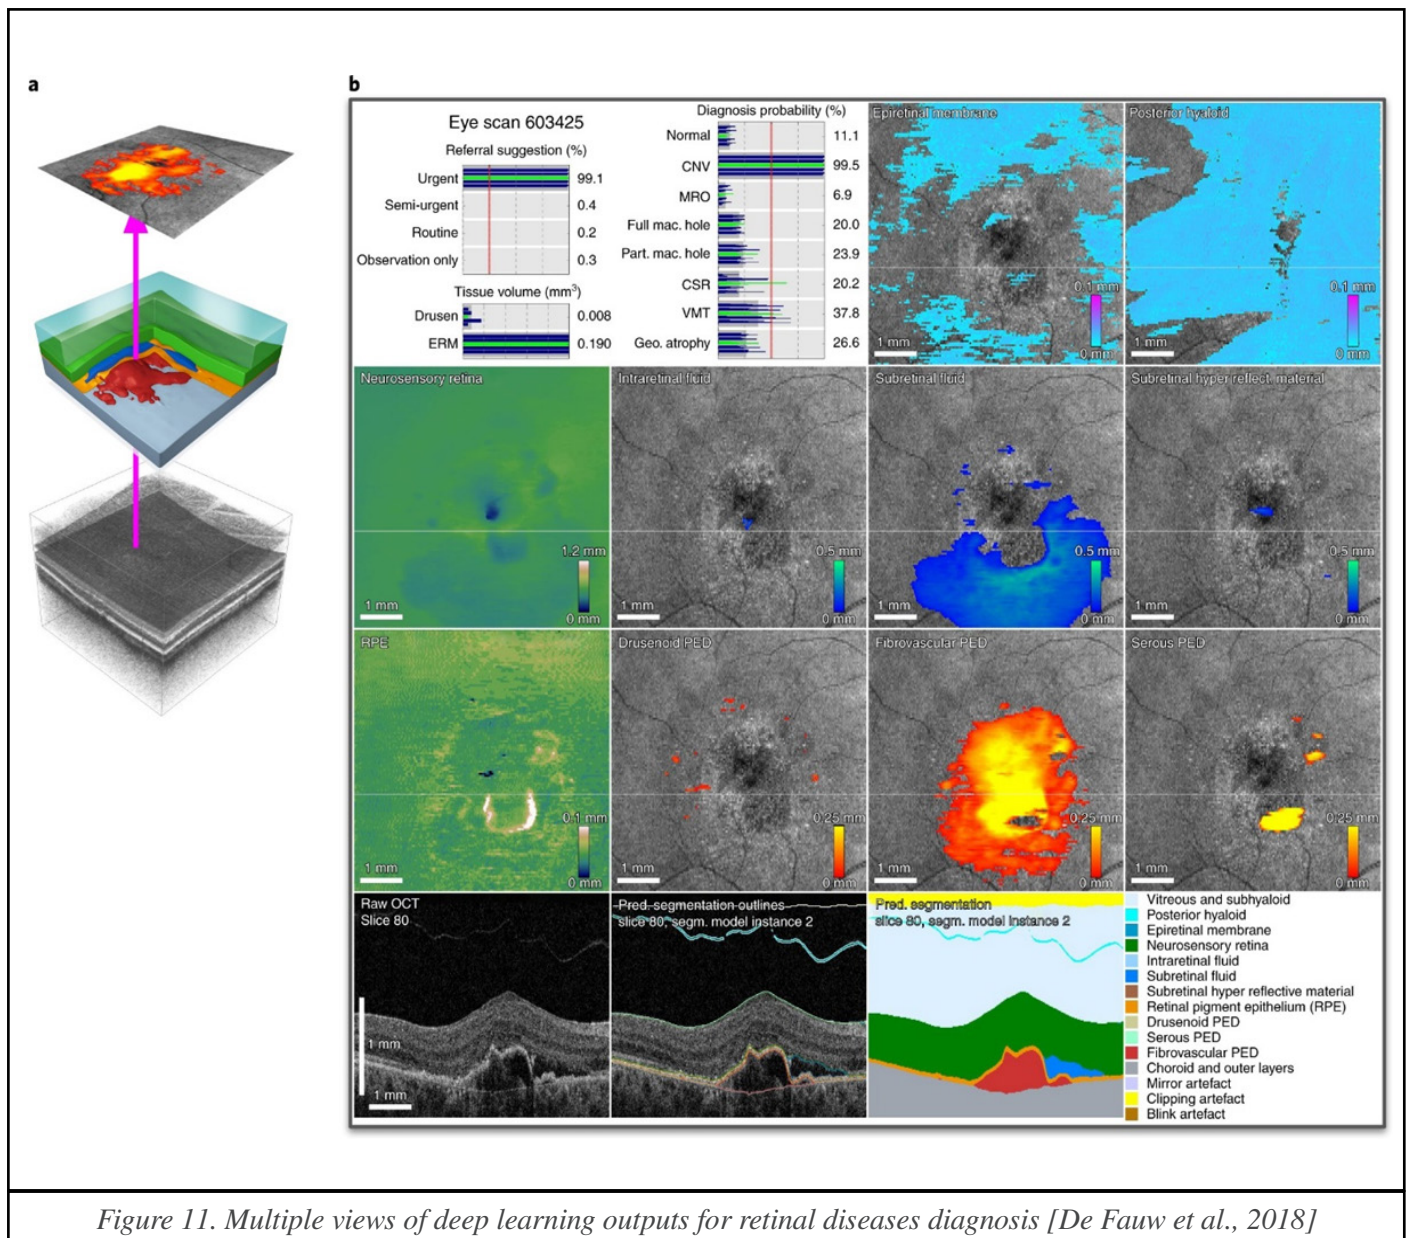 a
b
Eye scan 603425
Referral suggestion (%)
Urgent 99.1
Semi-urgent 0.4
Routine 0.2
Observation only 0.3
Tissue volume (mm³)
Drusen 0.008
ERM 0.190
Diagnosis probability (%)
Normal 11.1
CNV 99.5
MRO 6.9
Full mac. hole 20.0
Part. mac. hole 23.9
CSR 20.2
VMT 37.8
Geo. atrophy 26.6
Epiretinal membrane
0.1 mm
1 mm
0
Posterior hyaloid
0.1 mm
1 mm
0
Neurosensory retina
1.2 mm
1 mm
0 mm
Intraretinal fluid
0.5 mm
1 mm
0 mm
Subretinal fluid
0.5 mm
1 mm
0 mm
Subretinal hyper reflect. material
0.5 mm
1 mm
0 mm
RPE
0.1 mm
1 mm
0 mm
Drusenoid PED
0.25 mm
1 mm
0 mm
Fibrovascular PED
0.25 mm
1 mm
0 mm
Serous PED
0.25 mm
1 mm
0 mm
Raw OCT
Slice 80
1 mm
1 mm
Pred. segmentation outlines
slice 80, segm. model instance 2
Pred. segmentation
slice 80, segm. model instance 2
Vitreous and subhyaloid
Posterior hyaloid
Epiretinal membrane
Neurosensory retina
Intraretinal fluid
Subretinal fluid
Subretinal hyper reflective material
Retinal pigment epithelium (RPE)
Drusenoid PED
Serous PED
Fibrovascular PED
Choroid and outer layers
Mirror artefact
Clipping artefact
Blink artefact
Figure 11. Multiple views of deep learning outputs for retinal diseases diagnosis [De Fauw et al., 2018]